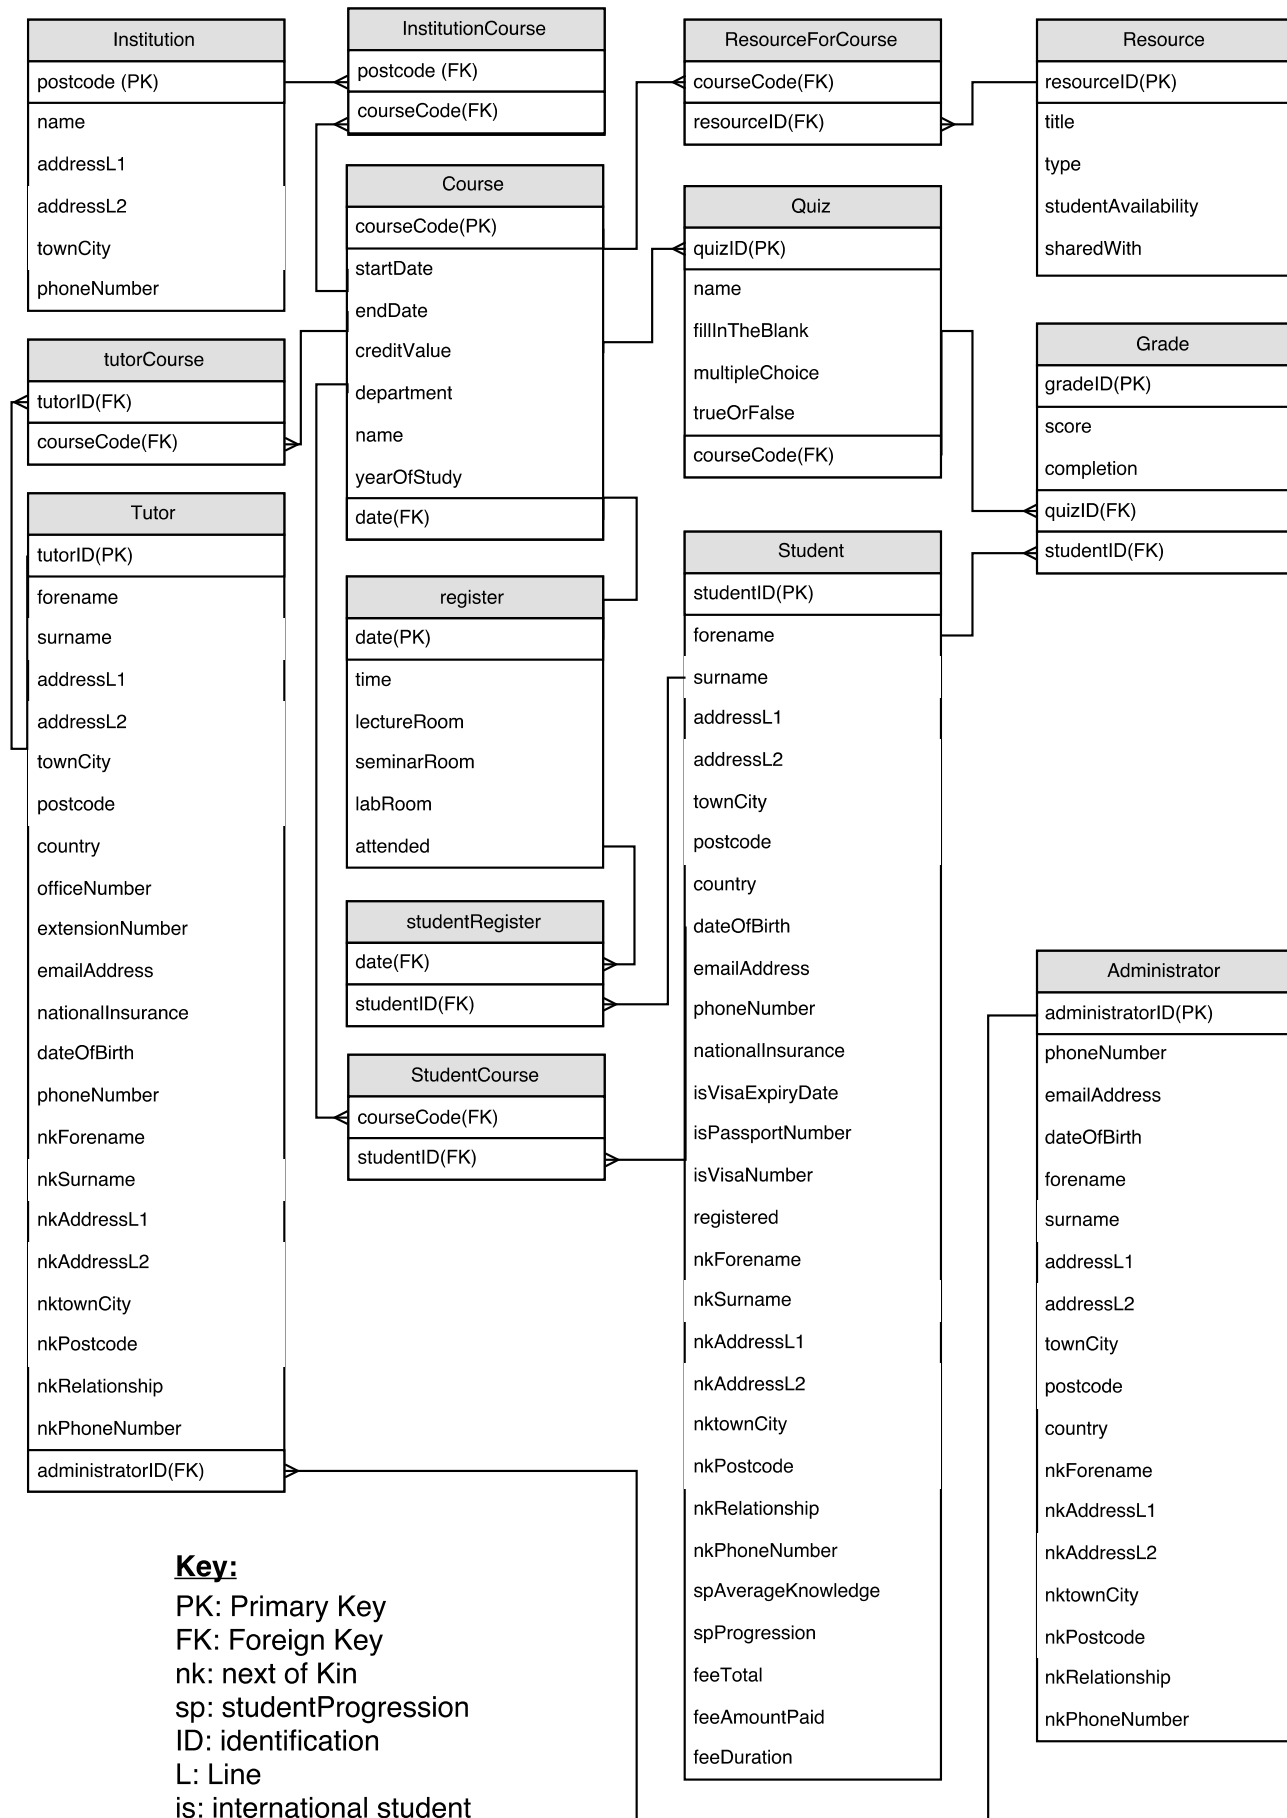 Institution
postcode (PK)
name
addressL1
addressL2
townCity
phoneNumber
InstitutionCourse
postcode (FK)
courseCode(FK)
ResourceForCourse
courseCode(FK)
resourceID(FK)
Resource
resourceID(PK)
title
type
studentAvailability
sharedWith
Course
courseCode(PK)
startDate
endDate
creditValue
department
name
yearOfStudy
date(FK)
Quiz
quizID(PK)
name
fillInTheBlank
multipleChoice
trueOrFalse
courseCode(FK)
Grade
gradeID(PK)
score
completion
quizID(FK)
studentID(FK)
tutorCourse
tutorID(FK)
courseCode(FK)
Tutor
tutorID(PK)
forename
surname
addressL1
addressL2
townCity
postcode
country
officeNumber
extensionNumber
emailAddress
nationalInsurance
dateOfBirth
phoneNumber
nkForename
nkSurname
nkAddressL1
nkAddressL2
nktownCity
nkPostcode
nkRelationship
nkPhoneNumber
administratorID(FK)
register
date(PK)
time
lectureRoom
seminarRoom
labRoom
attended
studentRegister
date(FK)
studentID(FK)
StudentCourse
courseCode(FK)
studentID(FK)
Student
studentID(PK)
forename
surname
addressL1
addressL2
townCity
postcode
country
dateOfBirth
emailAddress
phoneNumber
nationalInsurance
isVisaExpiryDate
isPassportNumber
isVisaNumber
registered
nkForename
nkSurname
nkAddressL1
nkAddressL2
nktownCity
nkPostcode
nkRelationship
nkPhoneNumber
spAverageKnowledge
spProgression
feeTotal
feeAmountPaid
feeDuration
Administrator
administratorID(PK)
phoneNumber
emailAddress
dateOfBirth
forename
surname
addressL1
addressL2
townCity
postcode
country
nkForename
nkAddressL1
nkAddressL2
nktownCity
nkPostcode
nkRelationship
nkPhoneNumber
Key:
PK: Primary Key
FK: Foreign Key
nk: next of Kin
sp: studentProgression
ID: identification
L: Line
is: international student